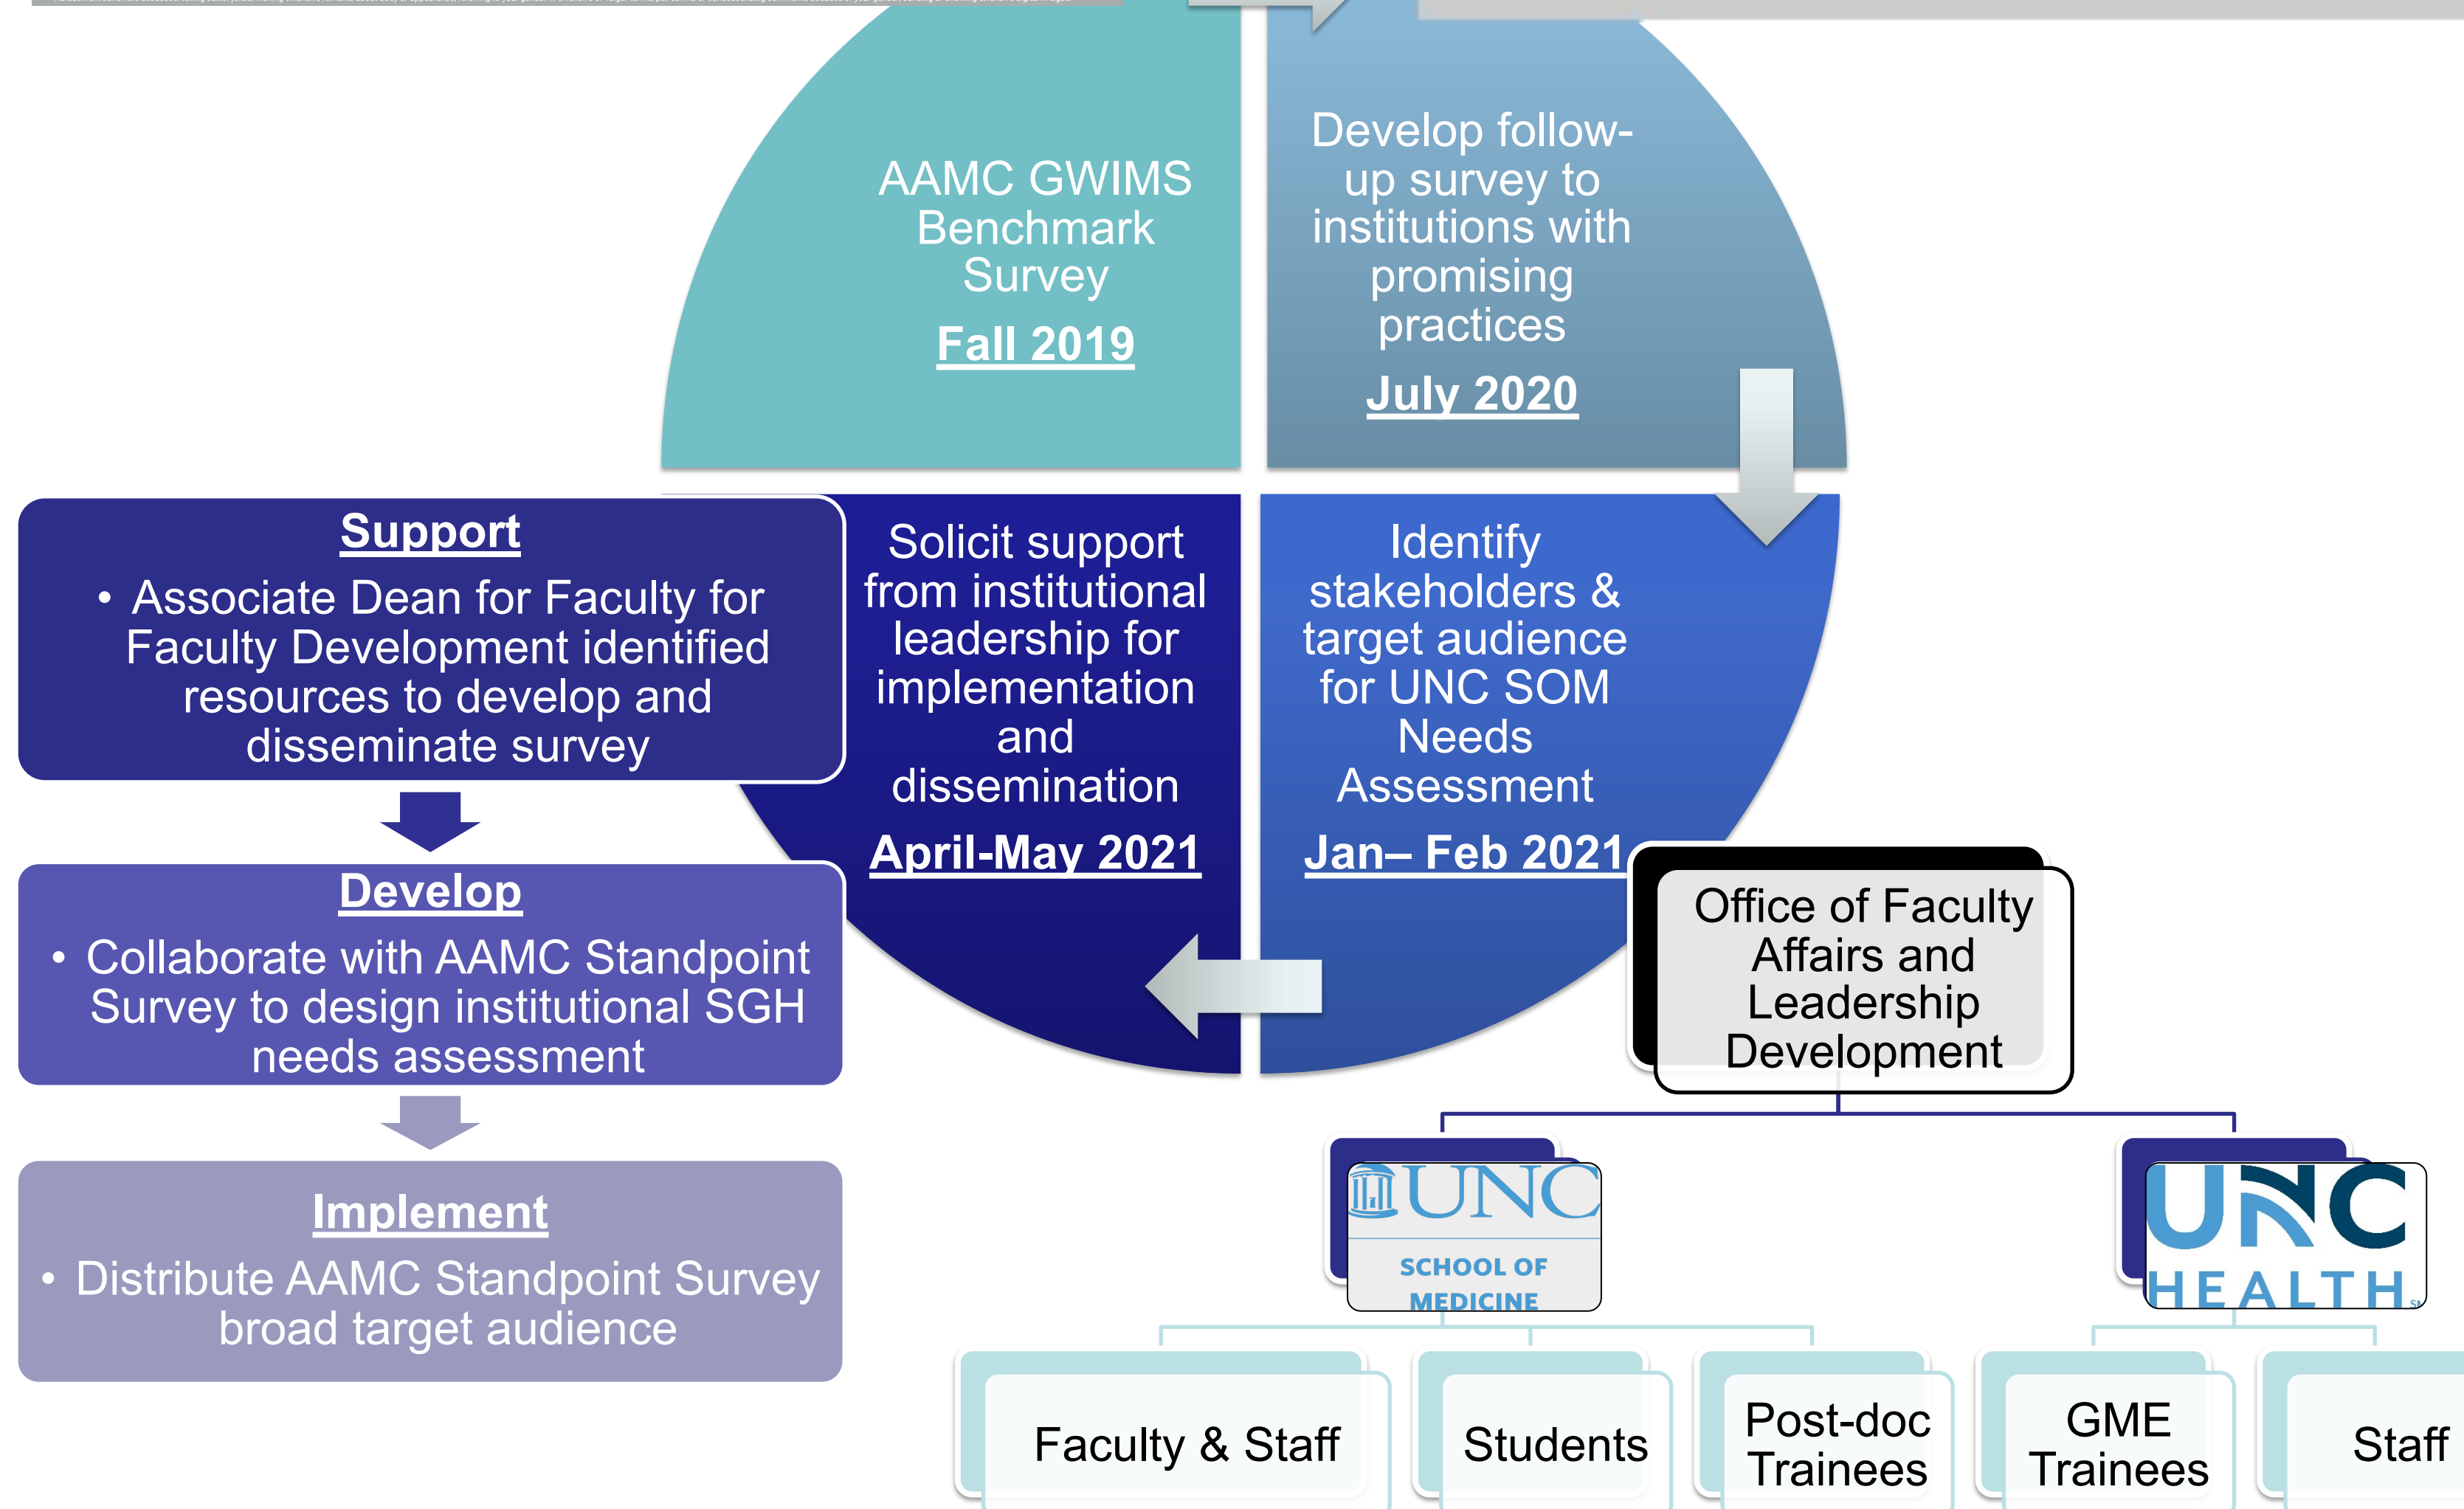 AAMC GWIMS
Benchmark
Survey
Fall 2019
Develop follow-
up survey to
institutions with
promising
practices
July 2020
Support
• Associate Dean for Faculty for
Faculty Development identified
resources to develop and
disseminate survey
Solicit support
from institutional
leadership for
implementation
and
dissemination
April-May 2021
Identify
stakeholders &
target audience
for UNC SOM
Needs
Assessment
Jan– Feb 2021
Develop
• Collaborate with AAMC Standpoint
Survey to design institutional SGH
needs assessment
Office of Faculty
Affairs and
Leadership
Development
Implement
• Distribute AAMC Standpoint Survey
broad target audience
UNC
SCHOOL OF
MEDICINE
UNC
HEALTH
Faculty & Staff
Students
Post-doc
Trainees
GME
Trainees
Staff